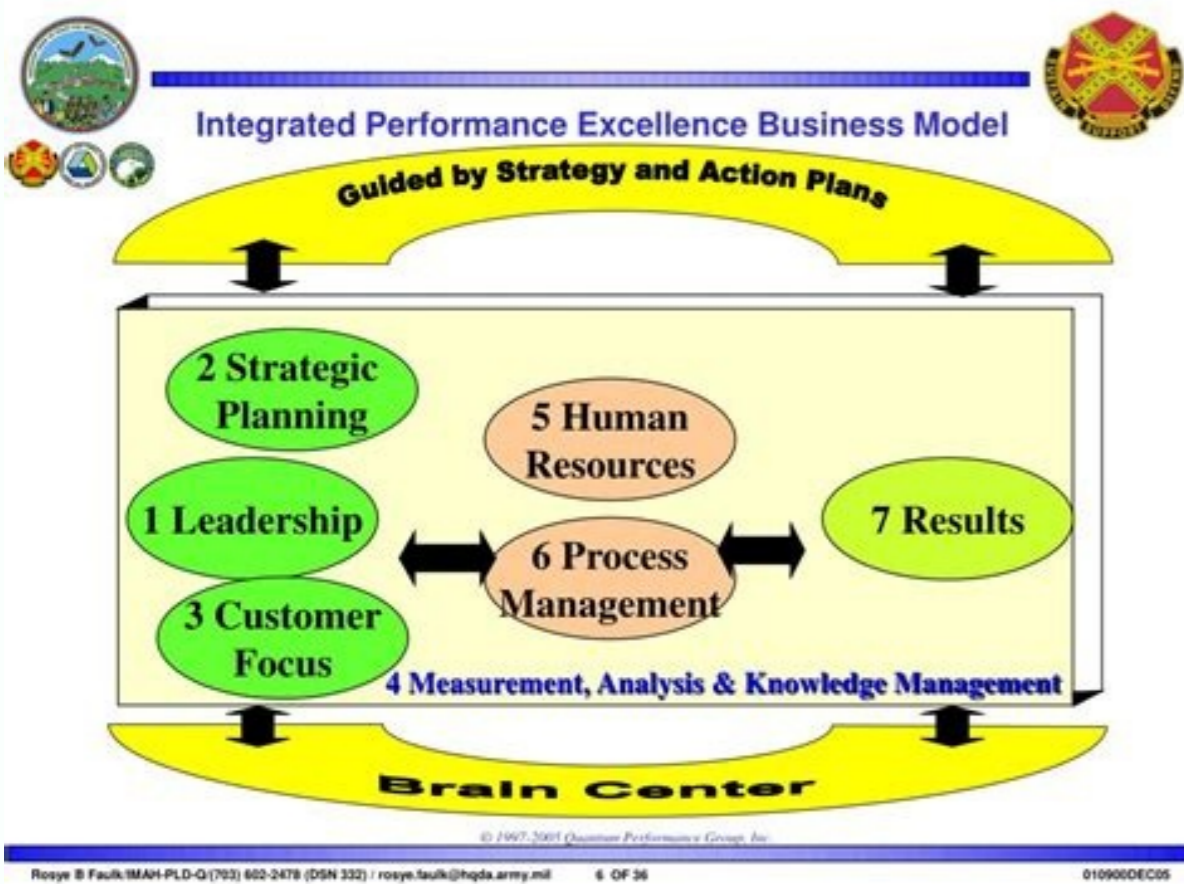 Integrated Performance Excellence Business Model
Guided by Strategy and Action Plans
2 Strategic
Planning
5 Human
Resources
1 Leadership
7 Results
6 Process
Management
3 Customer
Focus
4 Measurement, Analysis & Knowledge Management
Brain Center
© 1997-2005 Quantum Performance Group, Inc.
Rosye B Faulk/IMAH-PLD-Q/(703) 602-2478 (DSN 332) / rosye.faulk@hqda.army.mil 6 OF 36 010900DEC05
SUPPORT